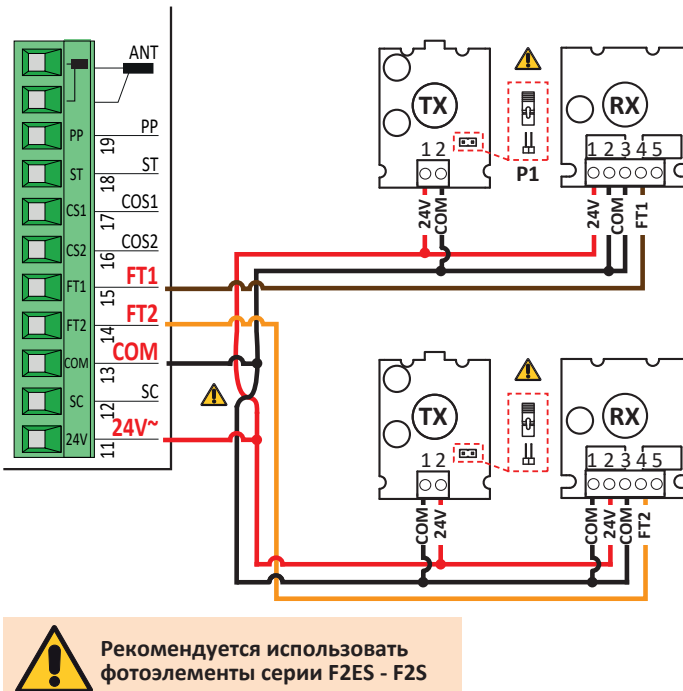 ANT
PP
19
PP
ST
18
ST
CS1
17
COS1
CS2
16
COS2
FT1
15
FT1
FT2
14
FT2
COM
13
COM
SC
12
SC
24V
11
24V~
TX
1 2
24V
COM
P1
RX
1 2 3 4 5
24V
COM
FT1
TX
1 2
COM
24V
RX
1 2 3 4 5
COM
24V
COM
FT2
Рекомендуется использовать
фотоэлементы серии F2ES - F2S